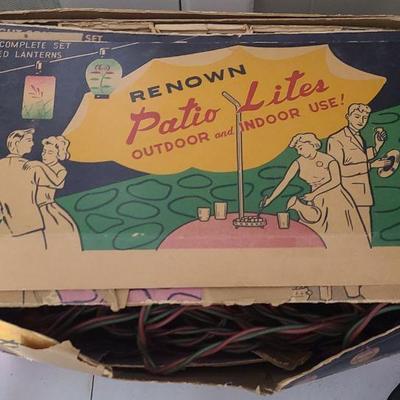 SET
COMPLETE SET
ED LANTERNS
RENOWN
Patio Lites
OUTDOOR and INDOOR USE!